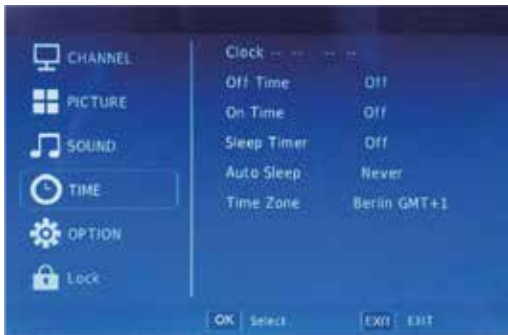 CHANNEL
PICTURE
SOUND
TIME
OPTION
Lock
Clock -- -- -- --
Off Time Off
On Time Off
Sleep Timer Off
Auto Sleep Never
Time Zone Berlin GMT+1
OK Select
EXIT EXIT